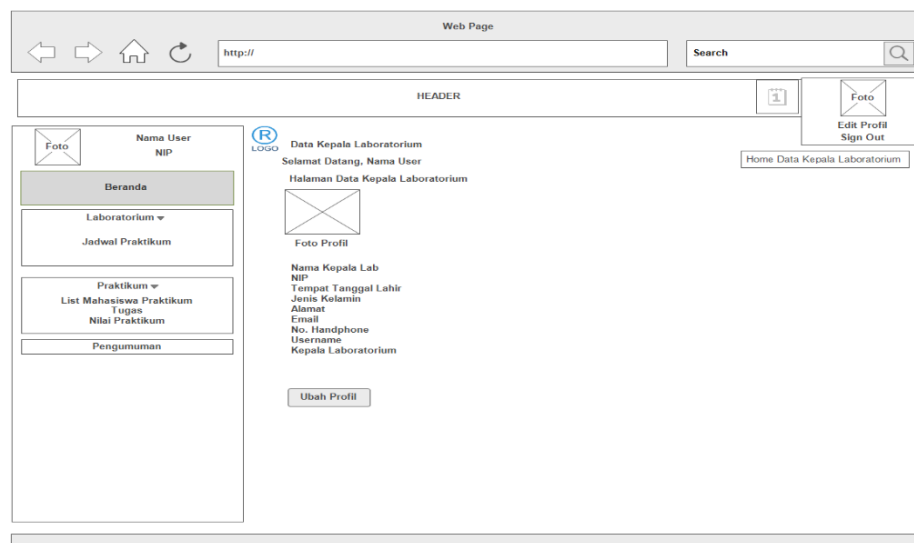 Web Page
http://
Search
HEADER
1
Foto
Edit Profil
Sign Out
Foto
Nama User
NIP
Beranda
Laboratorium
Jadwal Praktikum
Praktikum
List Mahasiswa Praktikum
Tugas
Nilai Praktikum
Pengumuman
R
LOGO
Data Kepala Laboratorium
Selamat Datang, Nama User
Halaman Data Kepala Laboratorium
Home Data Kepala Laboratorium
Foto Profil
Nama Kepala Lab
NIP
Tempat Tanggal Lahir
Jenis Kelamin
Alamat
Email
No. Handphone
Username
Kepala Laboratorium
Ubah Profil